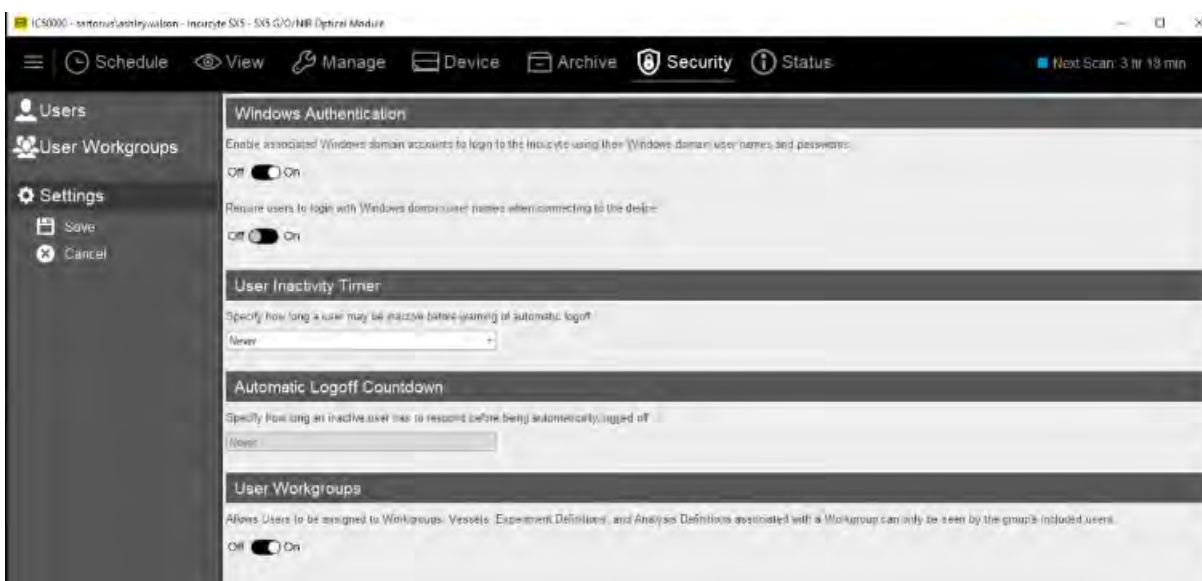 IC50000 - sartorius\ashley.wilson - Incucyte SX5 - SX5 G/O/NIR Optical Module
Schedule View Manage Device Archive Security Status Next Scan: 3 hr 13 min
Users
User Workgroups
Settings
Save
Cancel
Windows Authentication
Enable associated Windows domain accounts to login to the Incucyte using their Windows domain user names and passwords.
Off On
Require users to login with Windows domain user names when connecting to the device
Off On
User Inactivity Timer
Specify how long a user may be inactive before warning of automatic logoff
Never
Automatic Logoff Countdown
Specify how long an inactive user has to respond before being automatically logged off
Never
User Workgroups
Allows Users to be assigned to Workgroups. Vessels, Experiment Definitions, and Analysis Definitions associated with a Workgroup can only be seen by the group's included users.
Off On